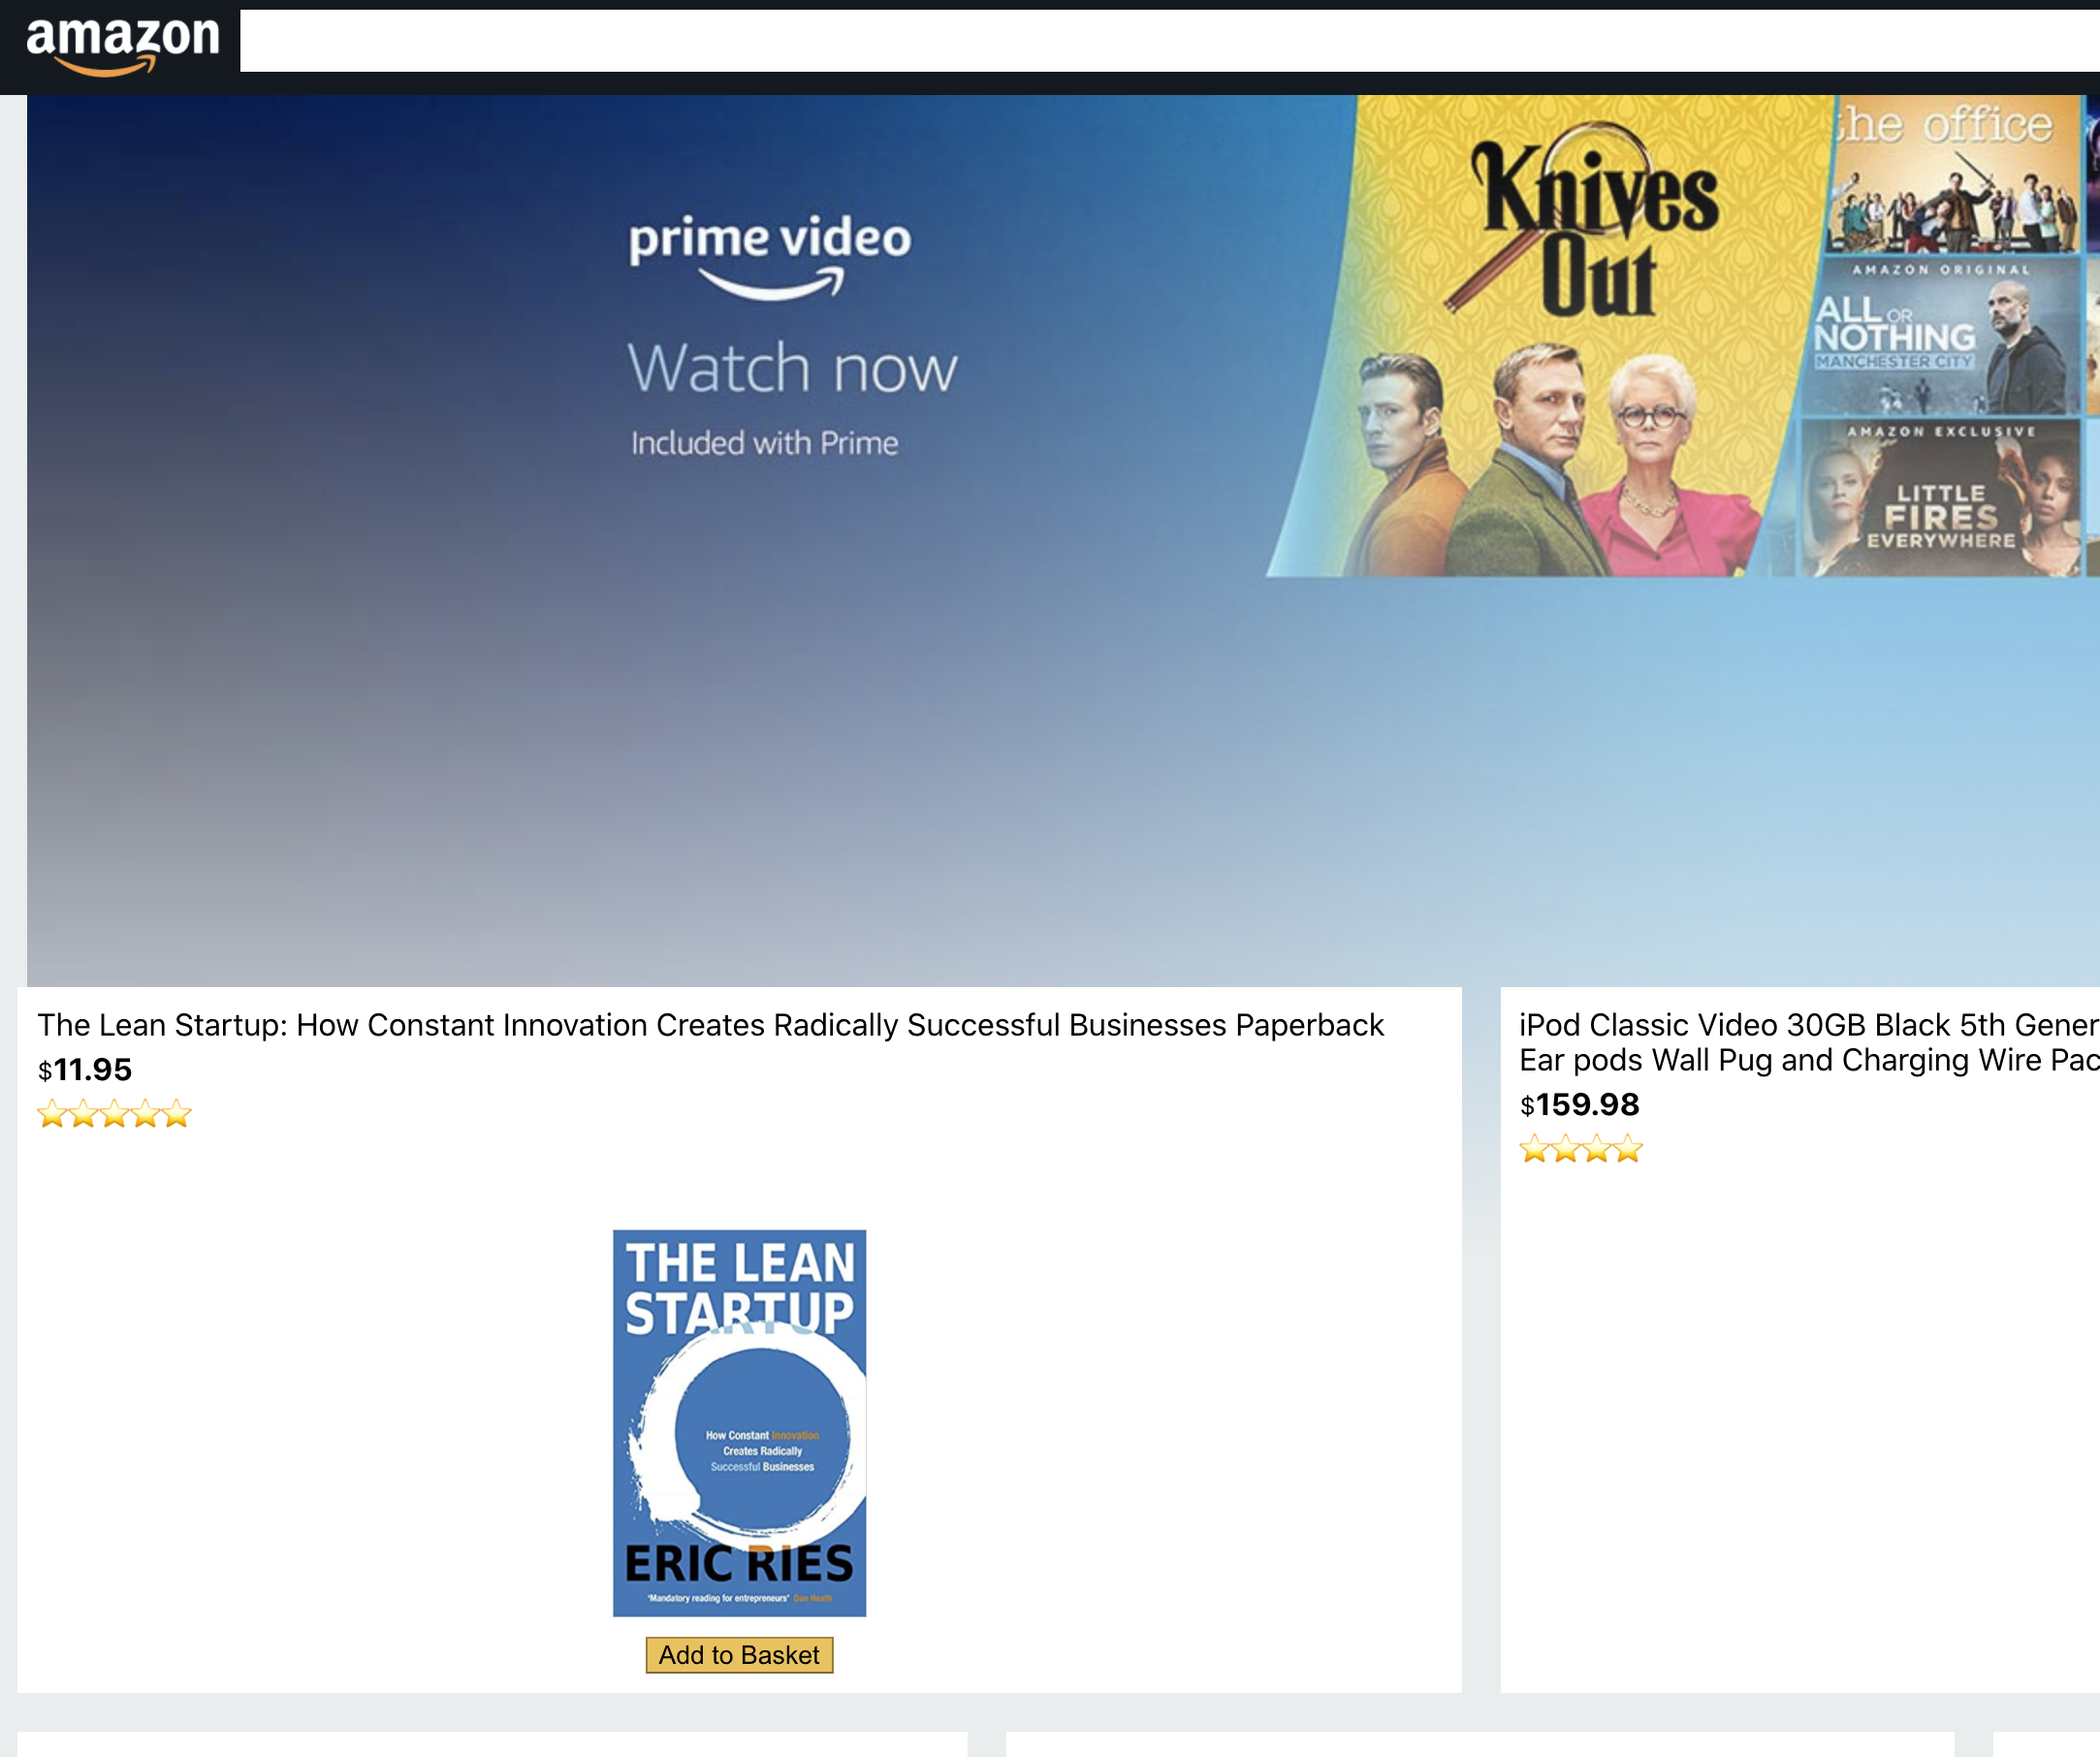 amazon
prime video
Watch now
Included with Prime
Knives
Out
the office
AMAZON ORIGINAL
ALL OR
NOTHING
MANCHESTER CITY
AMAZON EXCLUSIVE
LITTLE
FIRES
EVERYWHERE
The Lean Startup: How Constant Innovation Creates Radically Successful Businesses Paperback
$11.95
THE LEAN
STARTUP
How Constant Innovation
Creates Radically
Successful Businesses
ERIC RIES
'Mandatory reading for entrepreneurs' Dan Heath
Add to Basket
iPod Classic Video 30GB Black 5th Gener
Ear pods Wall Pug and Charging Wire Pac
$159.98